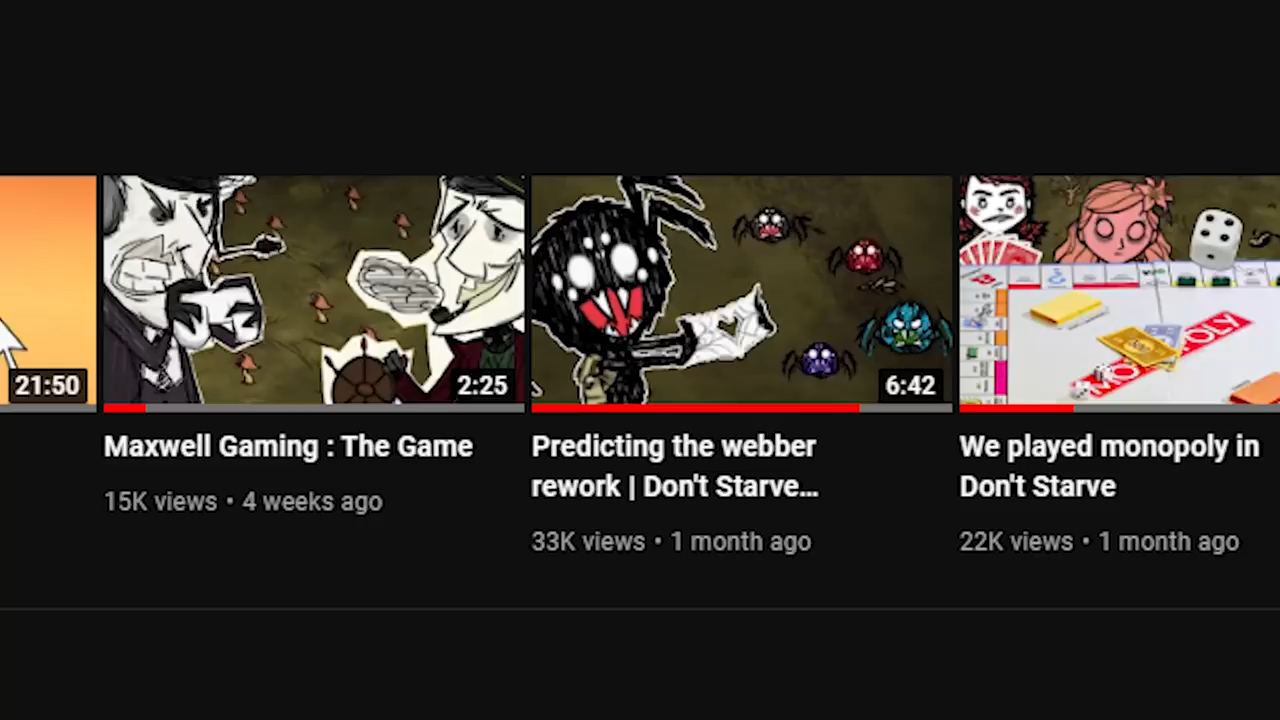 21:50
2:25
6:42
MONOPOLY
Maxwell Gaming : The Game
15K views • 4 weeks ago
Predicting the webber
rework | Don't Starve...
33K views • 1 month ago
We played monopoly in
Don't Starve
22K views • 1 month ago